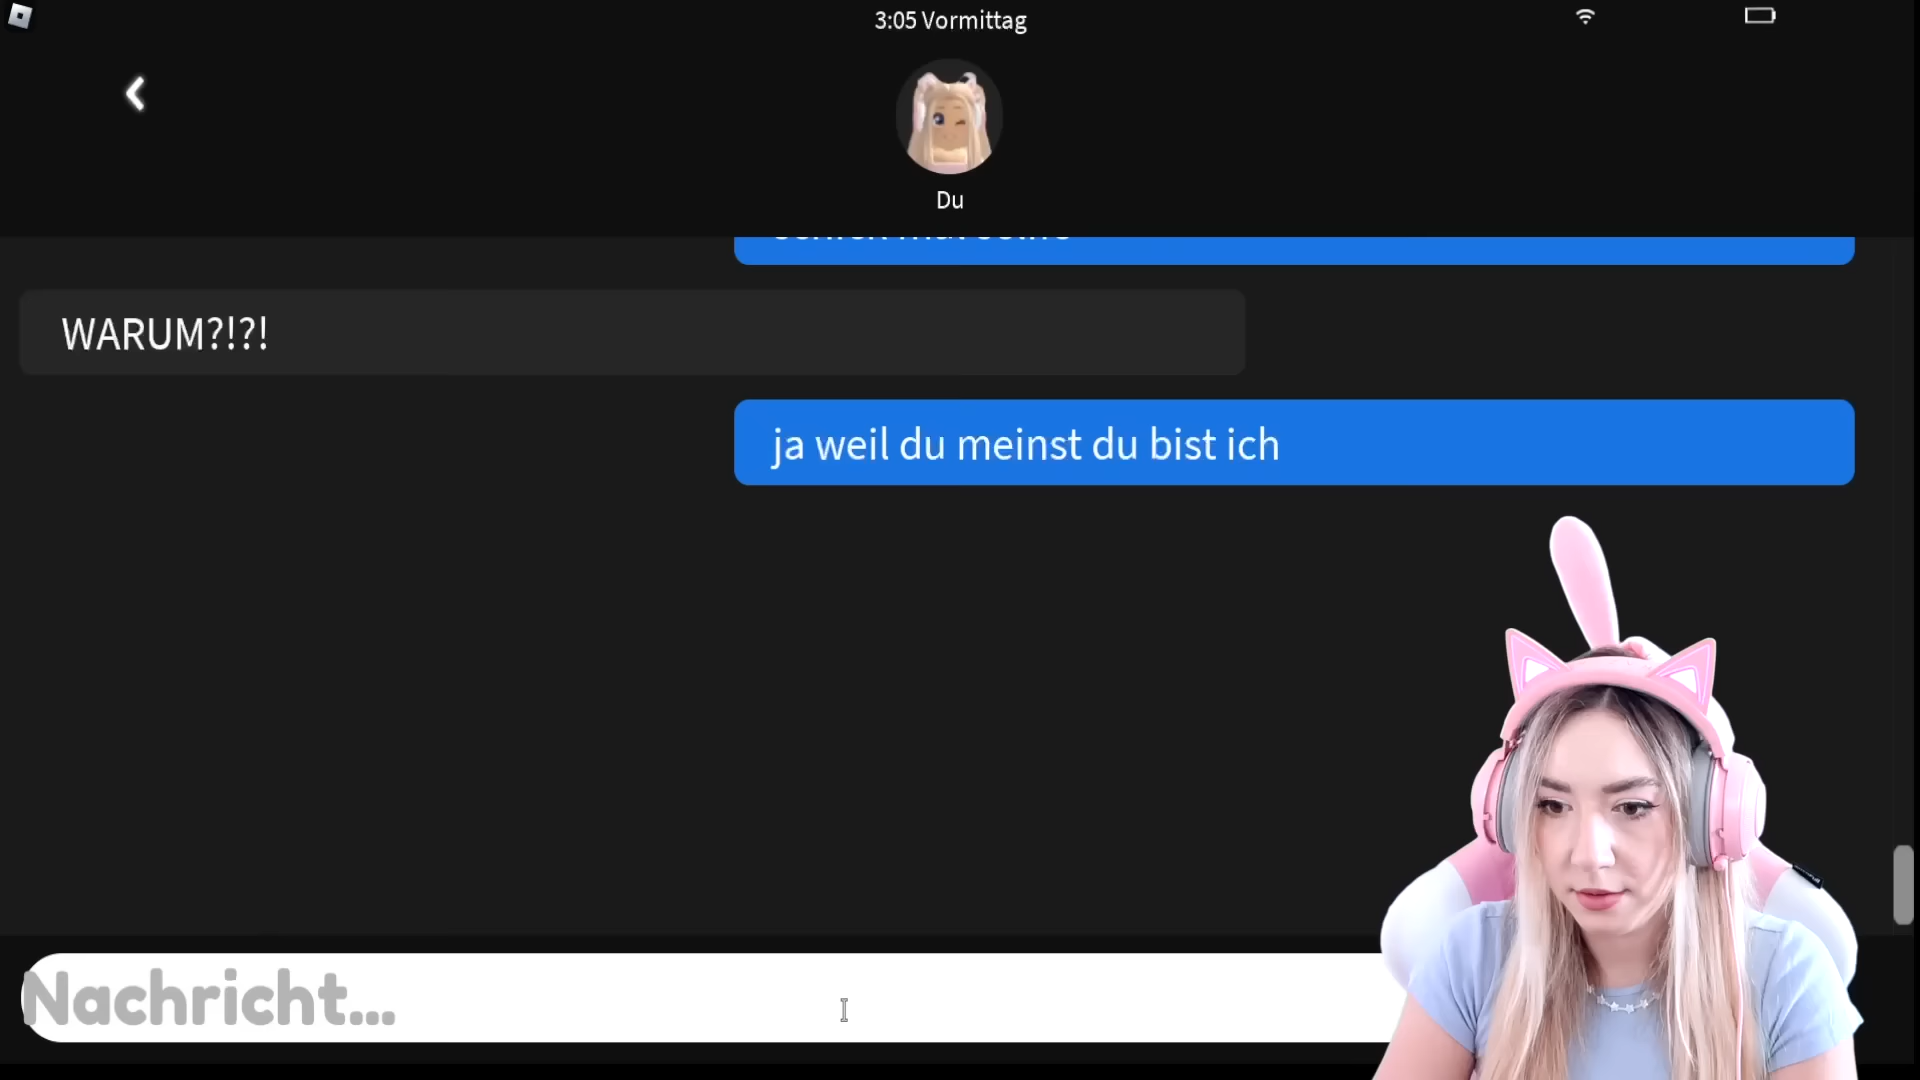 3:05 Vormittag
Du
WARUM?!?!
ja weil du meinst du bist ich
Nachricht...